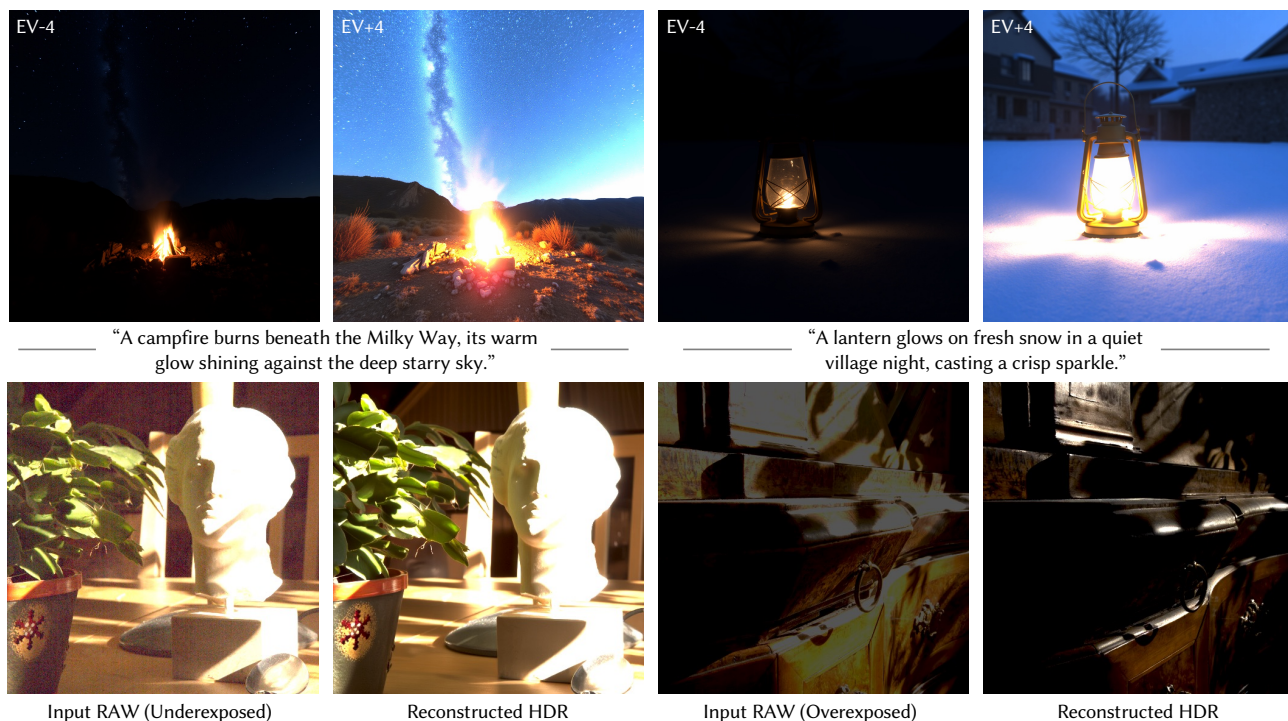 EV-4
EV+4
EV-4
EV+4
“A campfire burns beneath the Milky Way, its warm
glow shining against the deep starry sky.”
“A lantern glows on fresh snow in a quiet
village night, casting a crisp sparkle.”
Input RAW (Underexposed)
Reconstructed HDR
Input RAW (Overexposed)
Reconstructed HDR